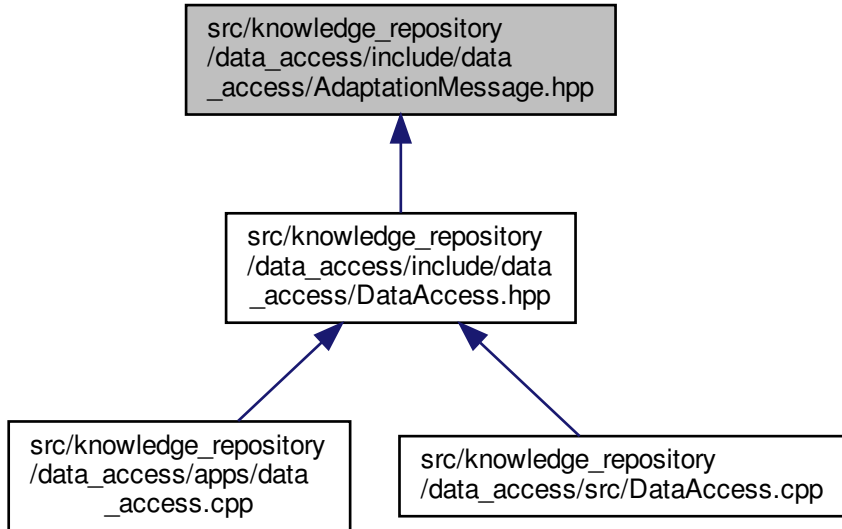 src/knowledge_repository
/data_access/include/data
_access/AdaptationMessage.hpp
src/knowledge_repository
/data_access/include/data
_access/DataAccess.hpp
src/knowledge_repository
/data_access/apps/data
_access.cpp
src/knowledge_repository
/data_access/src/DataAccess.cpp